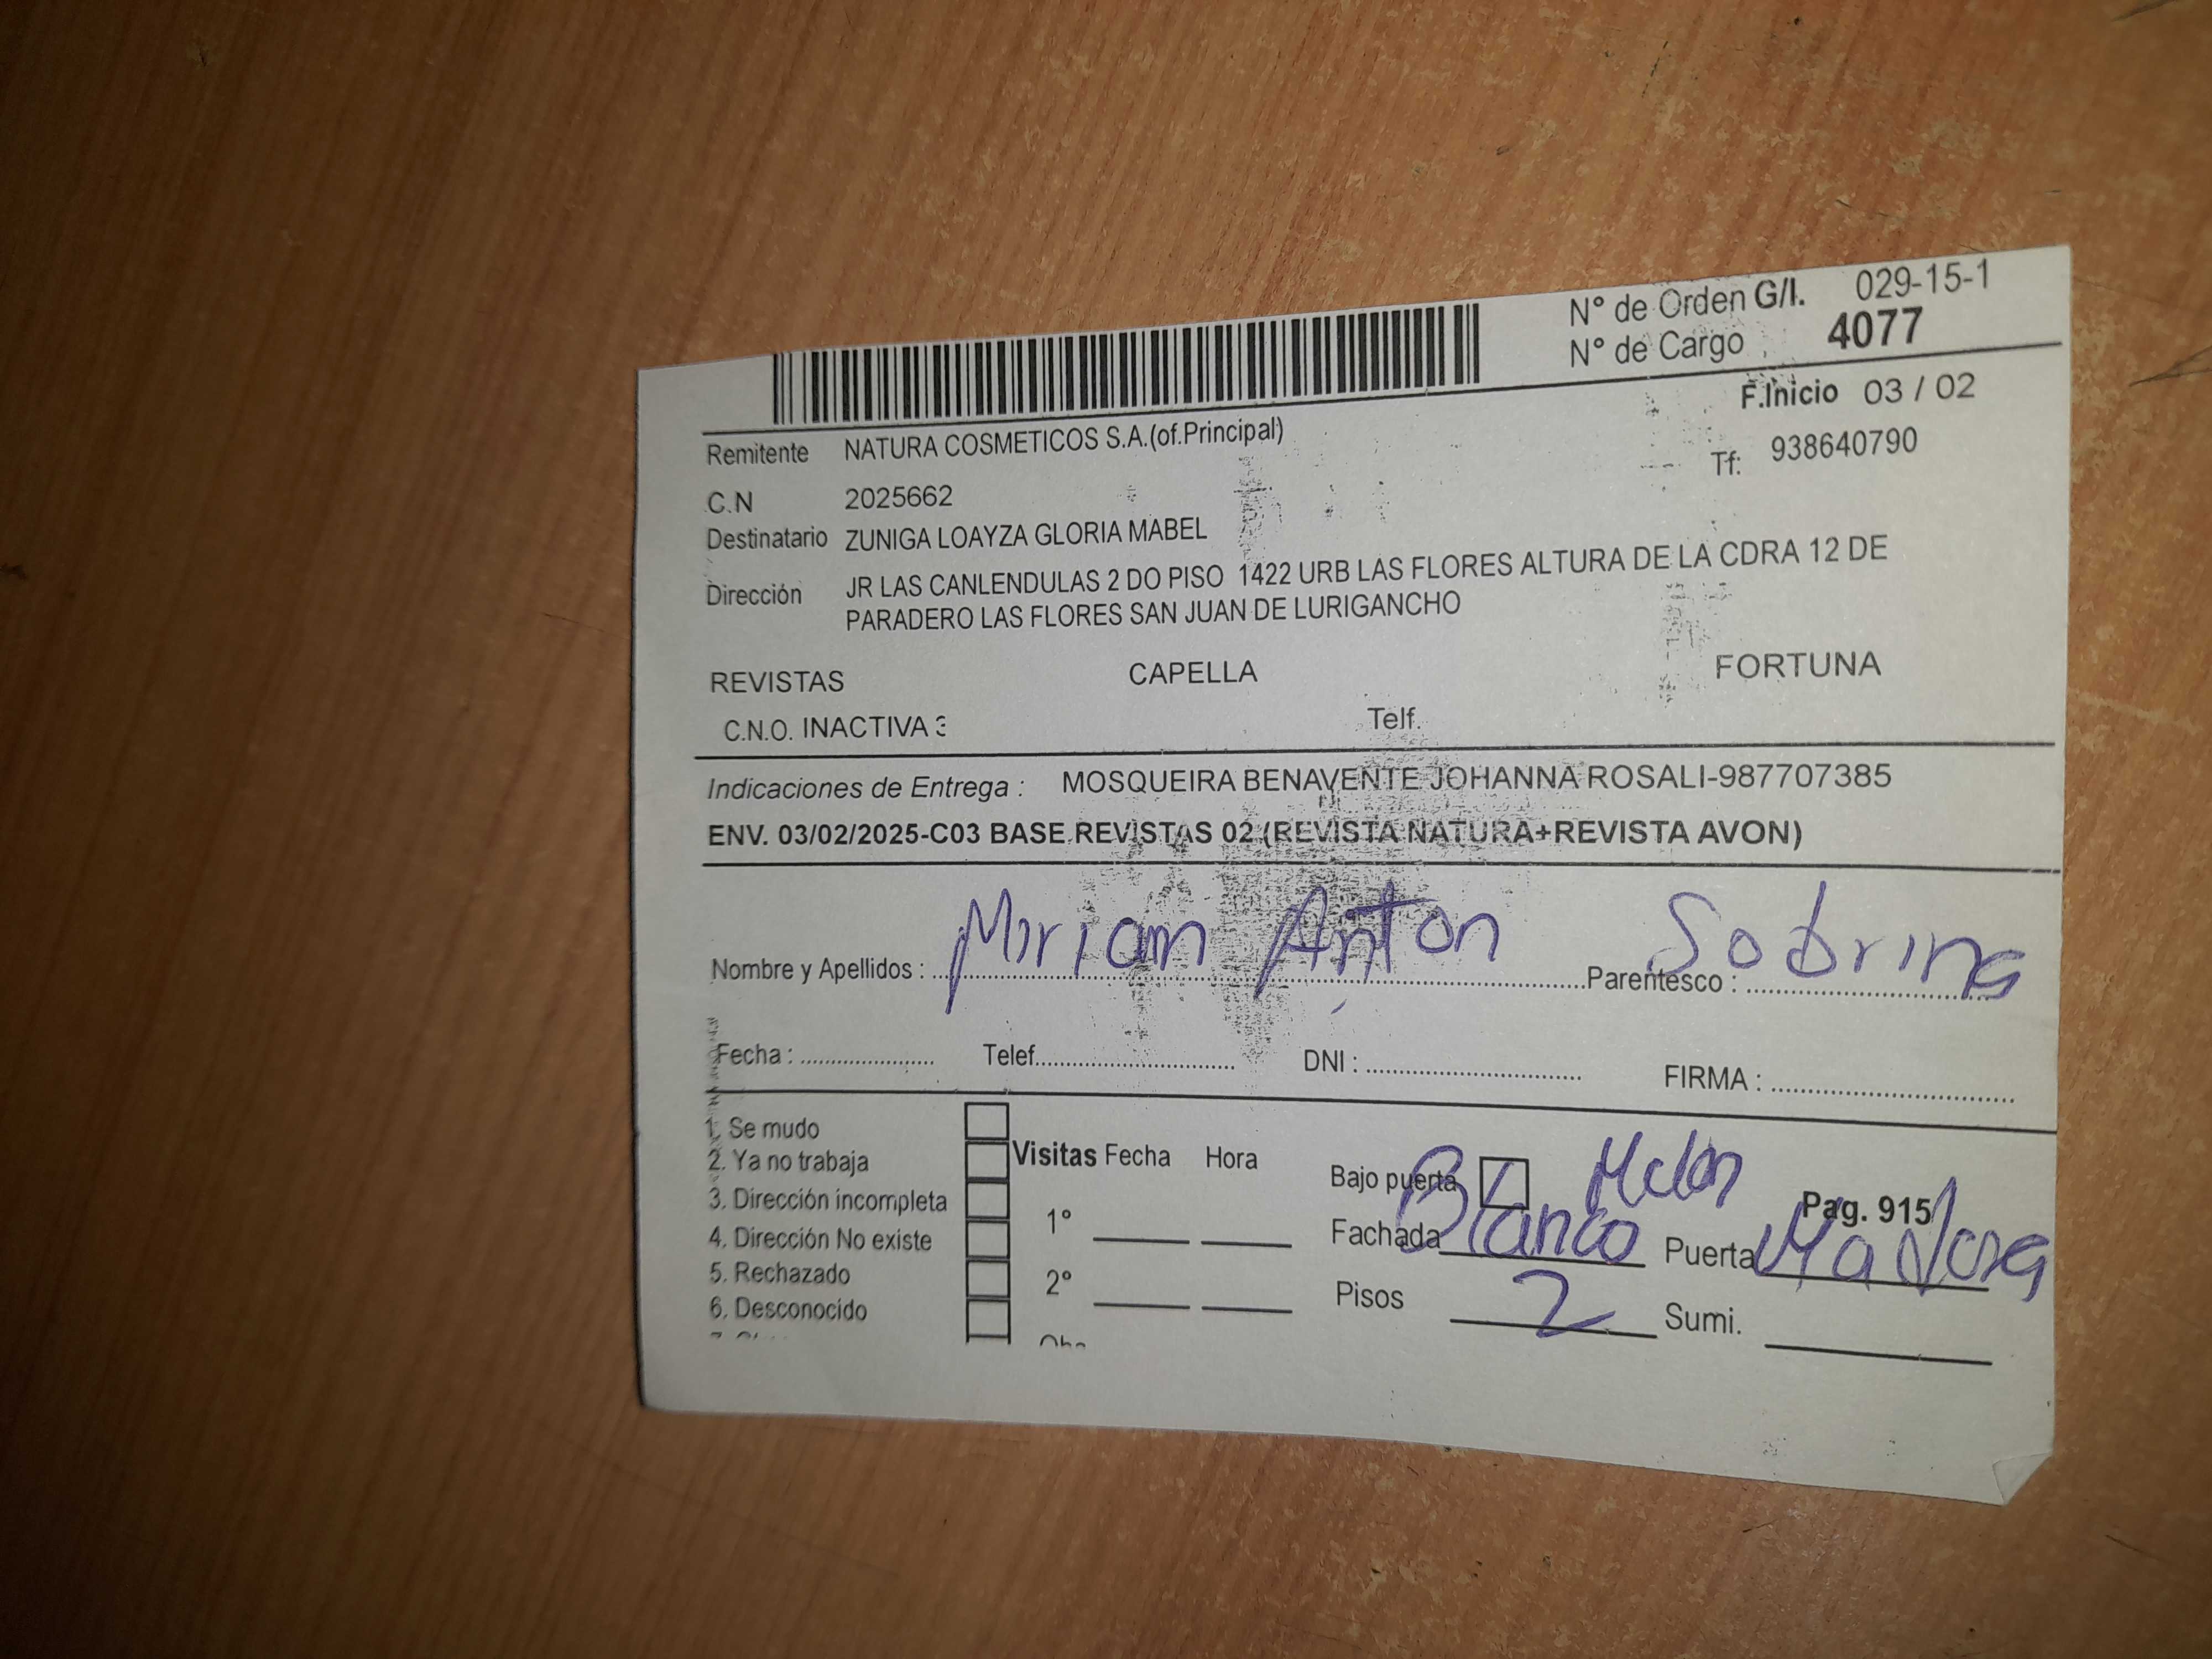 N° de Orden G/I. 029-15-1
N° de Cargo 4077
F.Inicio 03 / 02
Remitente NATURA COSMETICOS S.A.(of.Principal)
Tf: 938640790
C.N 2025662
Destinatario ZUNIGA LOAYZA GLORIA MABEL
Dirección JR LAS CANLENDULAS 2 DO PISO 1422 URB LAS FLORES ALTURA DE LA CDRA 12 DE
PARADERO LAS FLORES SAN JUAN DE LURIGANCHO
REVISTAS CAPELLA FORTUNA
C.N.O. INACTIVA 3 Telf.
Indicaciones de Entrega : MOSQUEIRA BENAVENTE JOHANNA ROSALI-987707385
ENV. 03/02/2025-C03 BASE REVISTAS 02 (REVISTA NATURA+REVISTA AVON)
Nombre y Apellidos : Miriam Anton Parentesco : Sobrina
Fecha : Telef. DNI : FIRMA :
1. Se mudo
2. Ya no trabaja
3. Dirección incompleta
4. Dirección No existe
5. Rechazado
6. Desconocido
Visitas Fecha Hora
1°
2°
Bajo puerta
Pag. 915
Fachada Blanco Puerta
Pisos 2 Sumi.